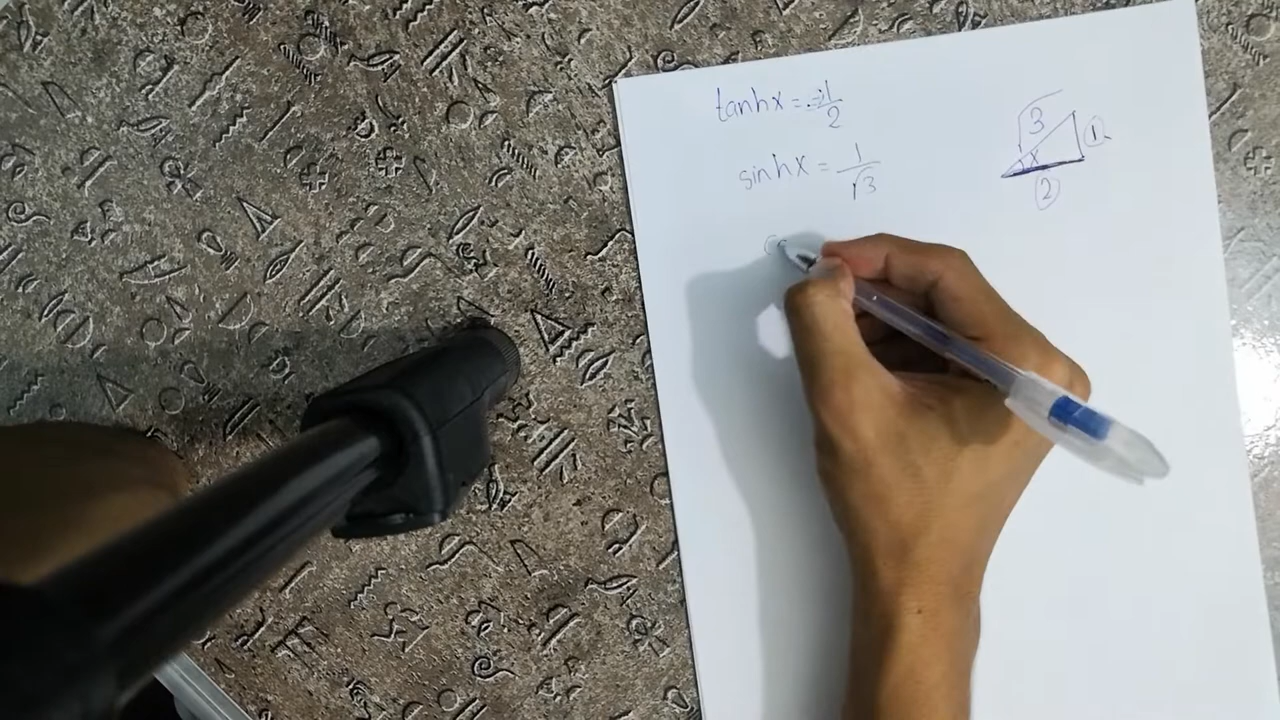 tanhx = -1/2
sinhx = 1/√3
√3
x
1
2